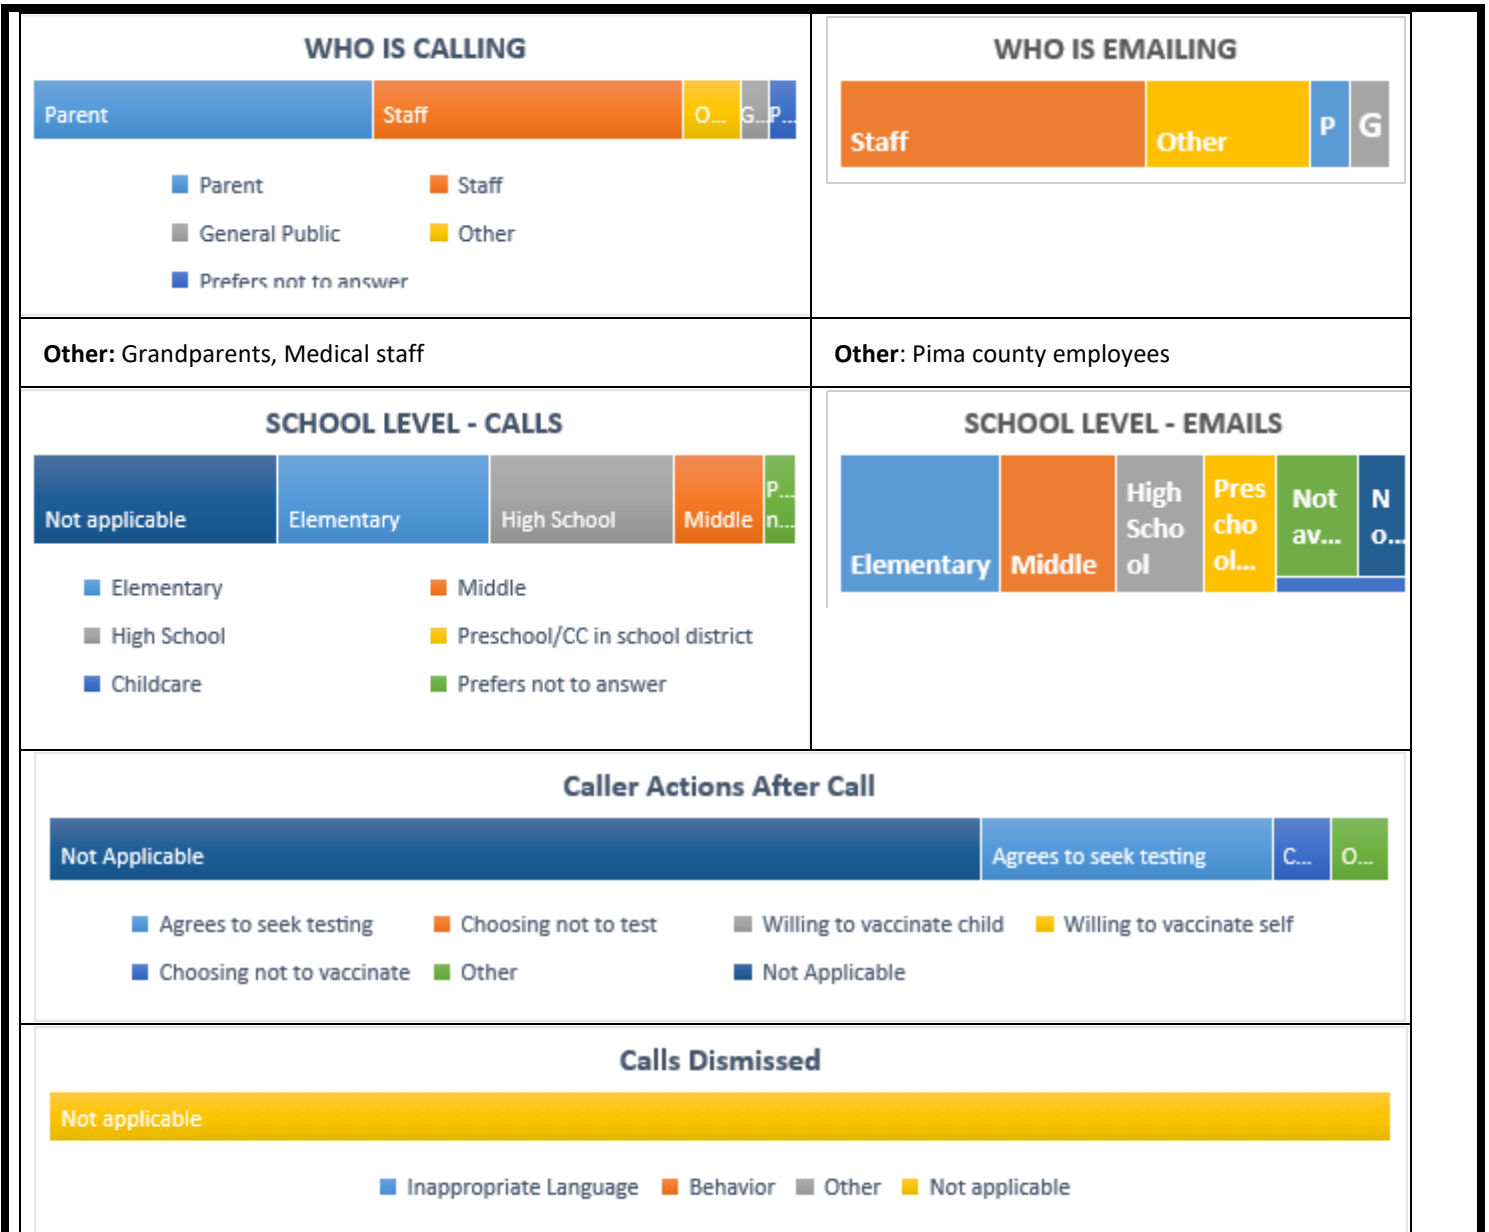 WHO IS CALLING
Parent
Staff
O...
G...
P...
Parent
Staff
General Public
Other
Prefers not to answer
WHO IS EMAILING
Staff
Other
P
G
Other: Grandparents, Medical staff
Other: Pima county employees
SCHOOL LEVEL - CALLS
Not applicable
Elementary
High School
Middle
P...
n...
Elementary
Middle
High School
Preschool/CC in school district
Childcare
Prefers not to answer
SCHOOL LEVEL - EMAILS
Elementary
Middle
High
Scho
ol
Pres
cho
ol...
Not
av...
N
o...
Caller Actions After Call
Not Applicable
Agrees to seek testing
C...
O...
Agrees to seek testing
Choosing not to test
Willing to vaccinate child
Willing to vaccinate self
Choosing not to vaccinate
Other
Not Applicable
Calls Dismissed
Not applicable
Inappropriate Language
Behavior
Other
Not applicable